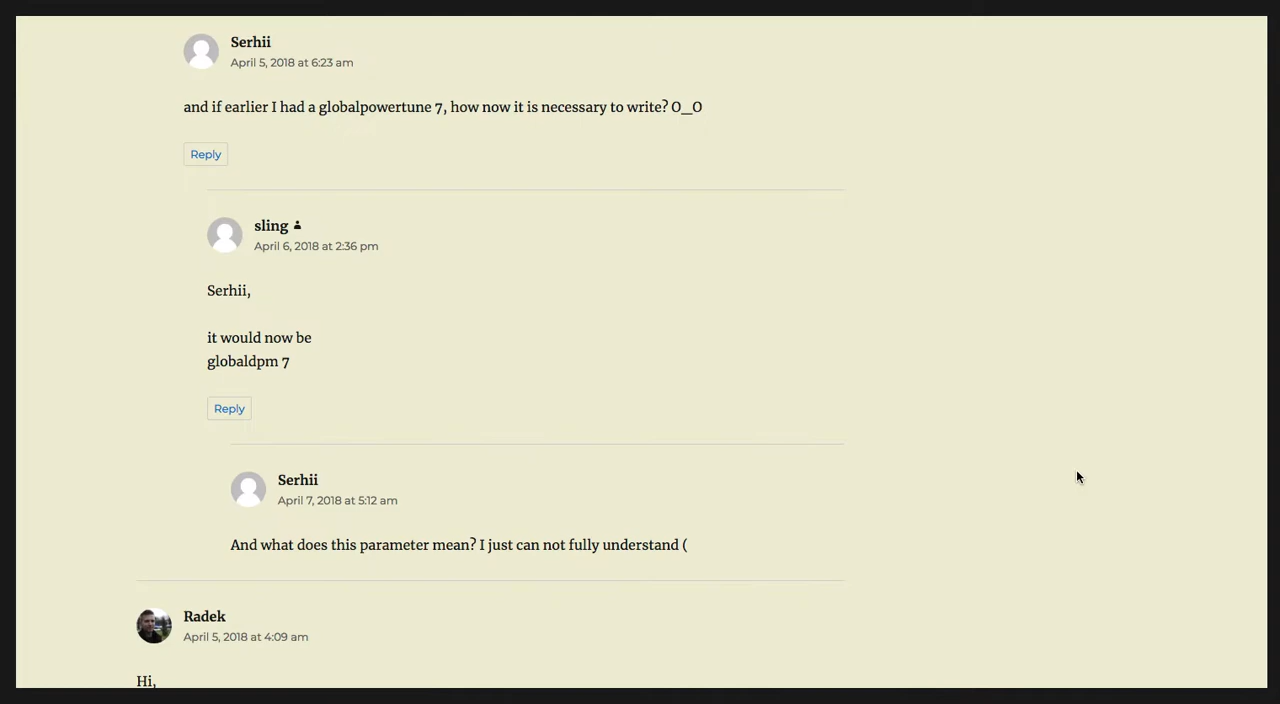 Serhii
April 5, 2018 at 6:23 am
and if earlier I had a globalpowertune 7, how now it is necessary to write? O_O
Reply
sling
April 6, 2018 at 2:36 pm
Serhii,
it would now be
globaldpm 7
Reply
Serhii
April 7, 2018 at 5:12 am
And what does this parameter mean? I just can not fully understand (
Radek
April 5, 2018 at 4:09 am
Hi,